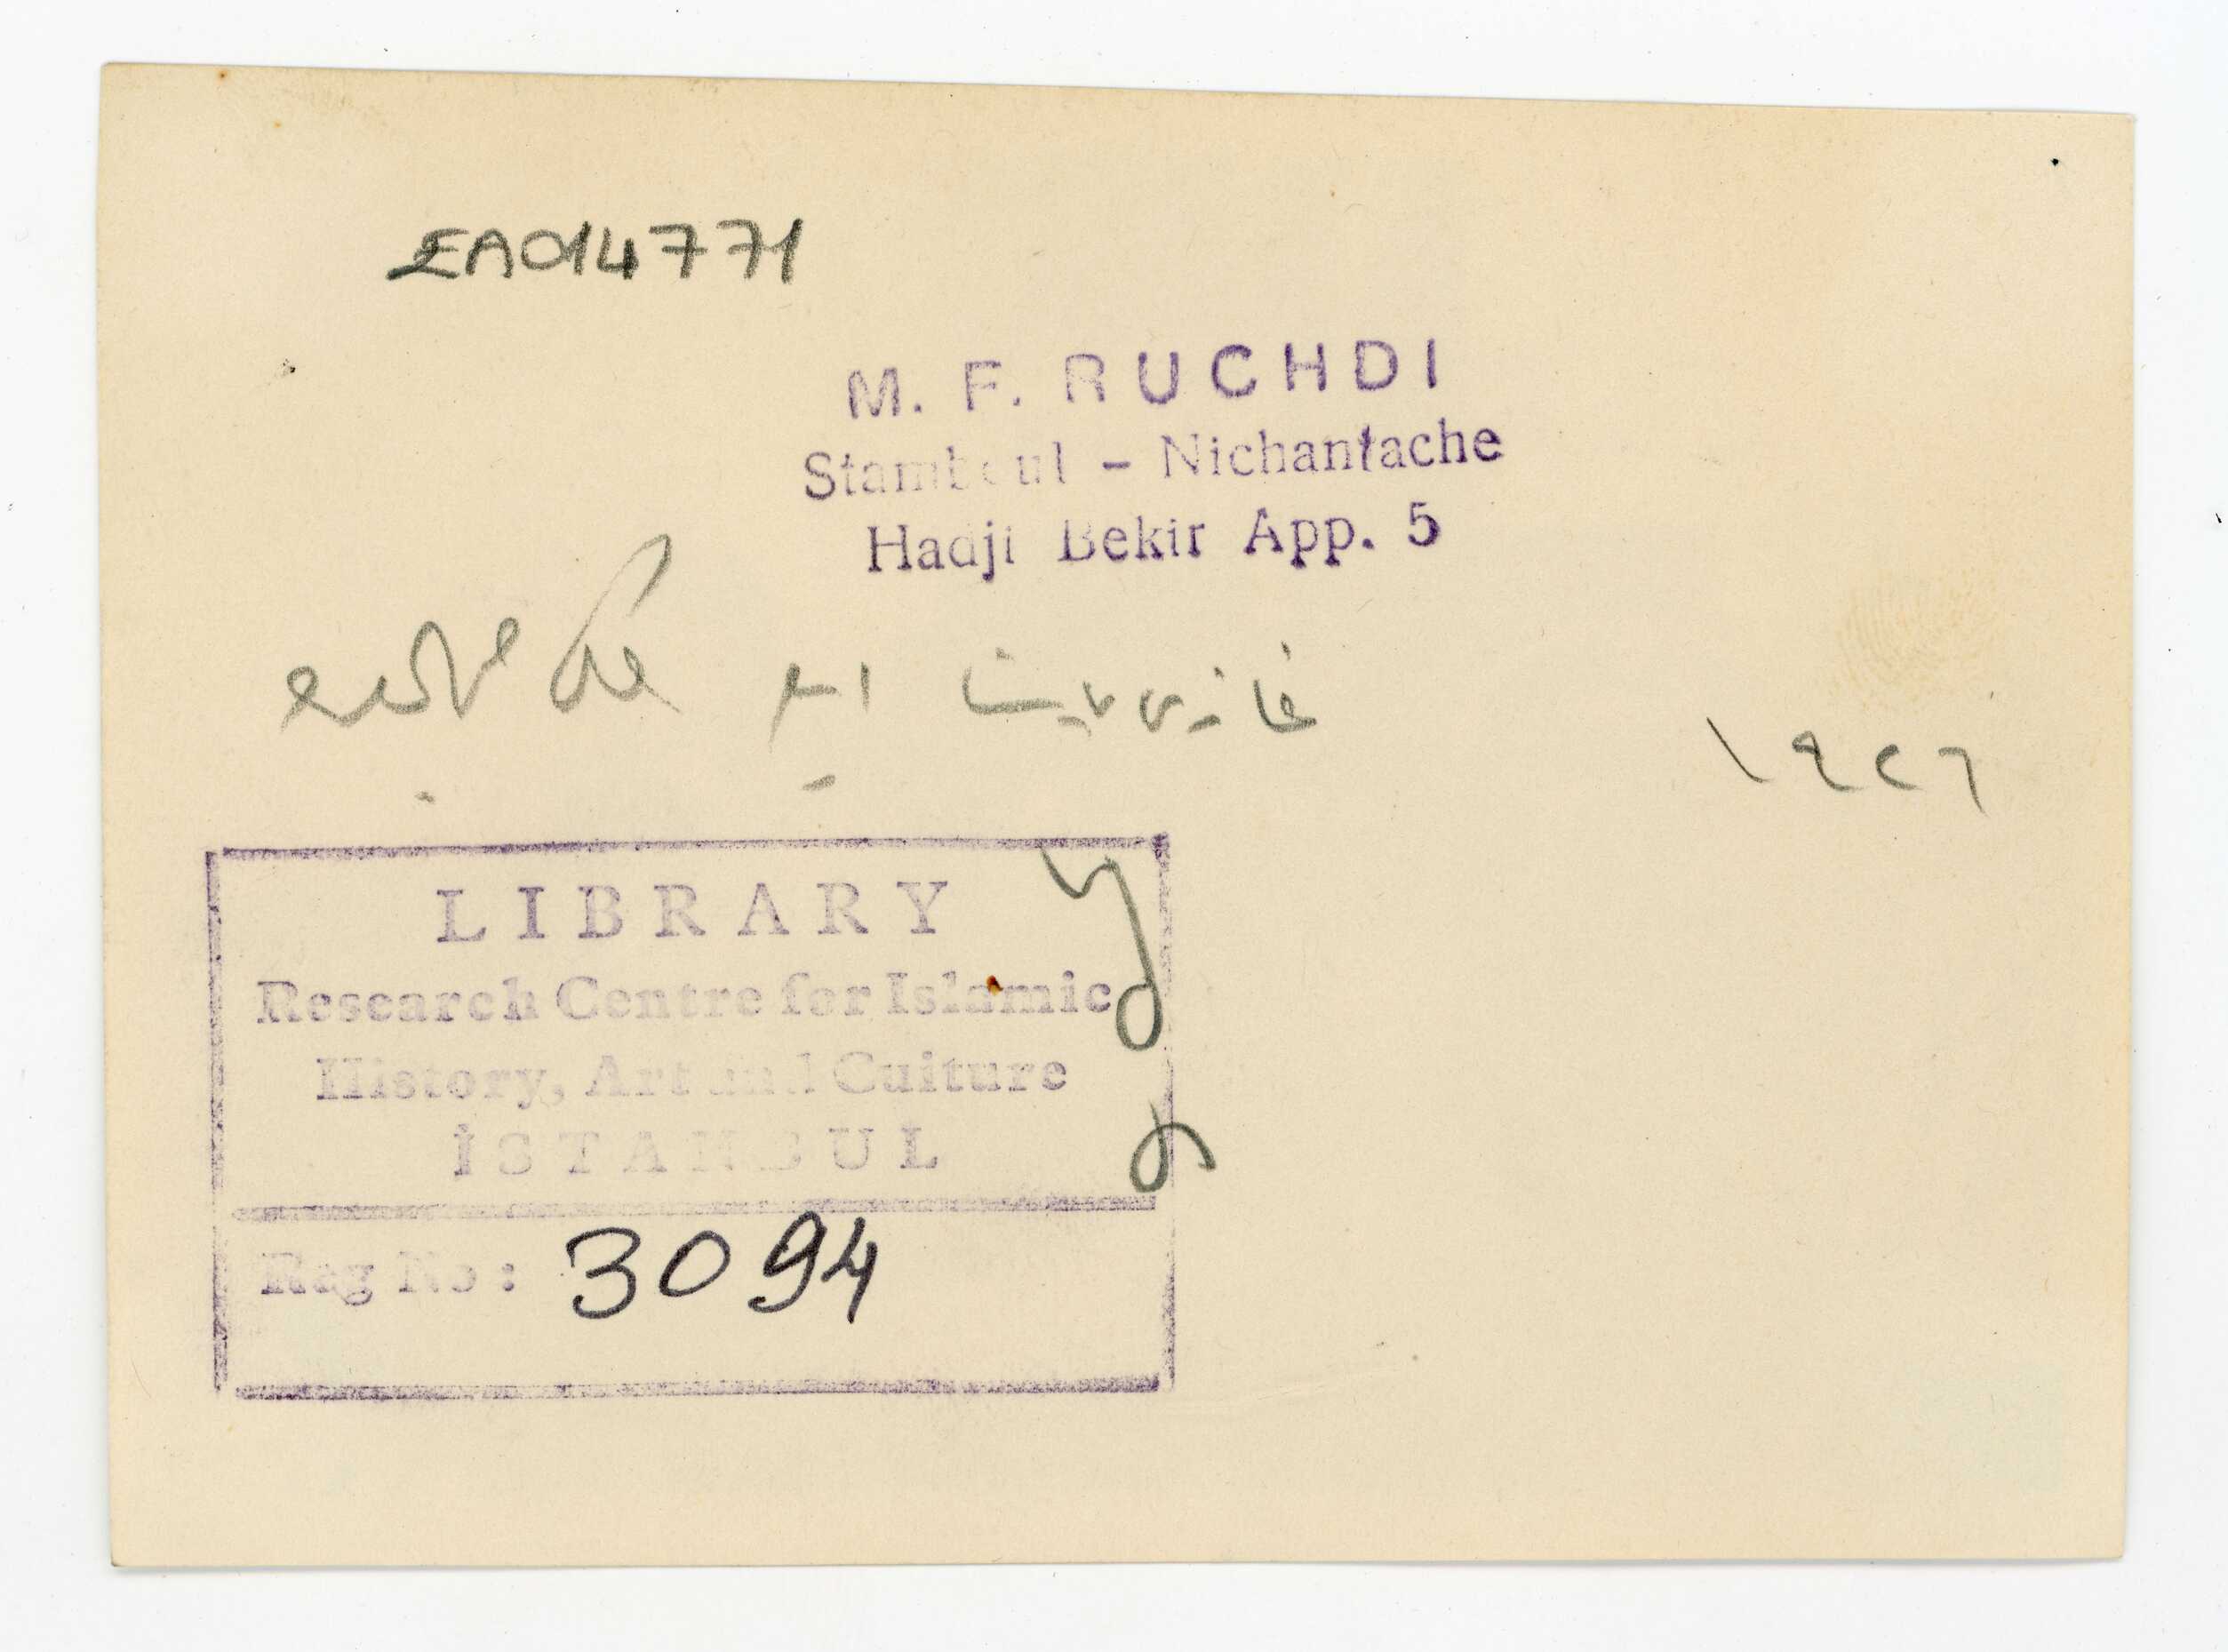 EA014771
M. F. RUCHDI
Stamboul - Nichantache
Hadji Bekir App. 5
١٩٢٦
LIBRARY
Research Centre for Islamic
History, Art and Culture
İSTANBUL
Reg No: 3094